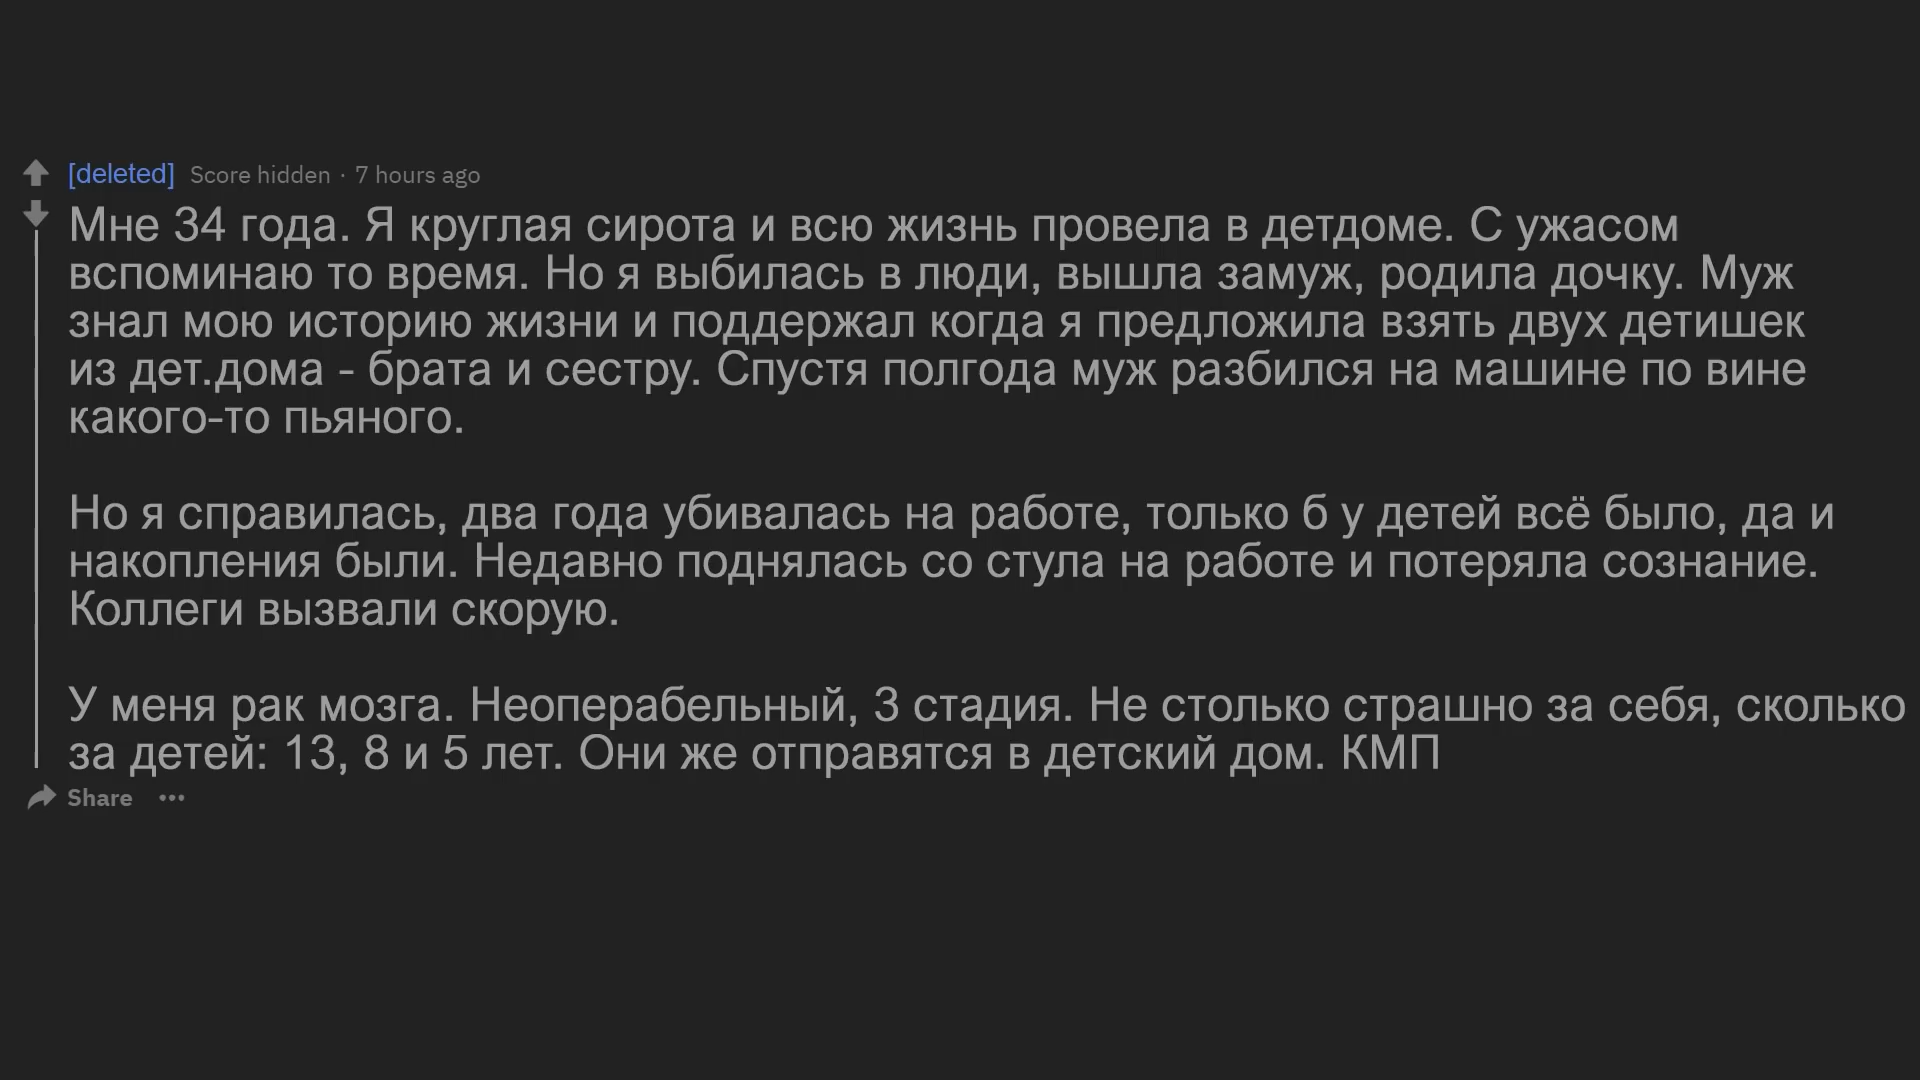 [deleted] Score hidden · 7 hours ago
Мне 34 года. Я круглая сирота и всю жизнь провела в детдоме. С ужасом
вспоминаю то время. Но я выбилась в люди, вышла замуж, родила дочку. Муж
знал мою историю жизни и поддержал когда я предложила взять двух детишек
из дет.дома - брата и сестру. Спустя полгода муж разбился на машине по вине
какого-то пьяного.
Но я справилась, два года убивалась на работе, только б у детей всё было, да и
накопления были. Недавно поднялась со стула на работе и потеряла сознание.
Коллеги вызвали скорую.
У меня рак мозга. Неоперабельный, 3 стадия. Не столько страшно за себя, сколько
за детей: 13, 8 и 5 лет. Они же отправятся в детский дом. КМП
Share ···